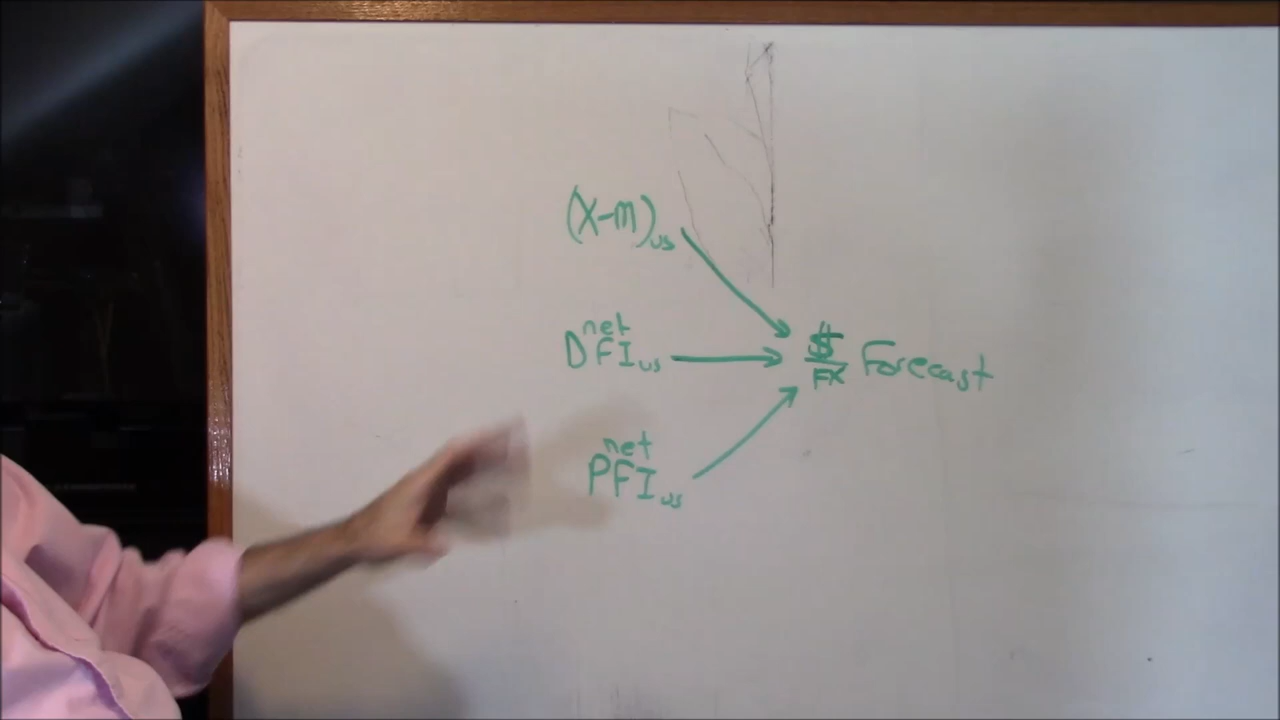 (X-M)us
net
DFIus
$/FX Forecast
net
PFIus